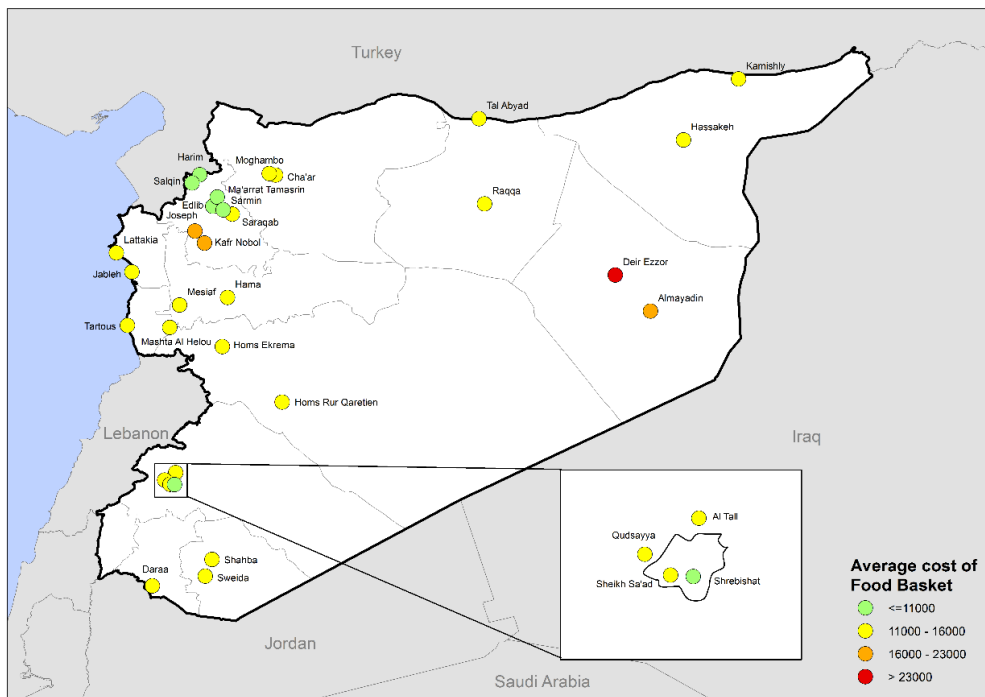 Turkey
Kamishly
Tal Abyad
Hassakeh
Moghambo
Harim
Cha'ar
Salqin
Ma'arrat Tamasrin
Raqqa
Edlib
Sarmin
Joseph
Saraqab
Kafr Nobol
Lattakia
Deir Ezzor
Jableh
Hama
Mesiaf
Almayadin
Tartous
Mashta Al Helou
Homs Ekrema
Homs Rur Qaretien
Lebanon
Iraq
Al Tall
Qudsayya
Sheikh Sa'ad
Shrebishat
Shahba
Daraa
Sweida
Jordan
Saudi Arabia
Average cost of
Food Basket
<=11000
11000 - 16000
16000 - 23000
> 23000